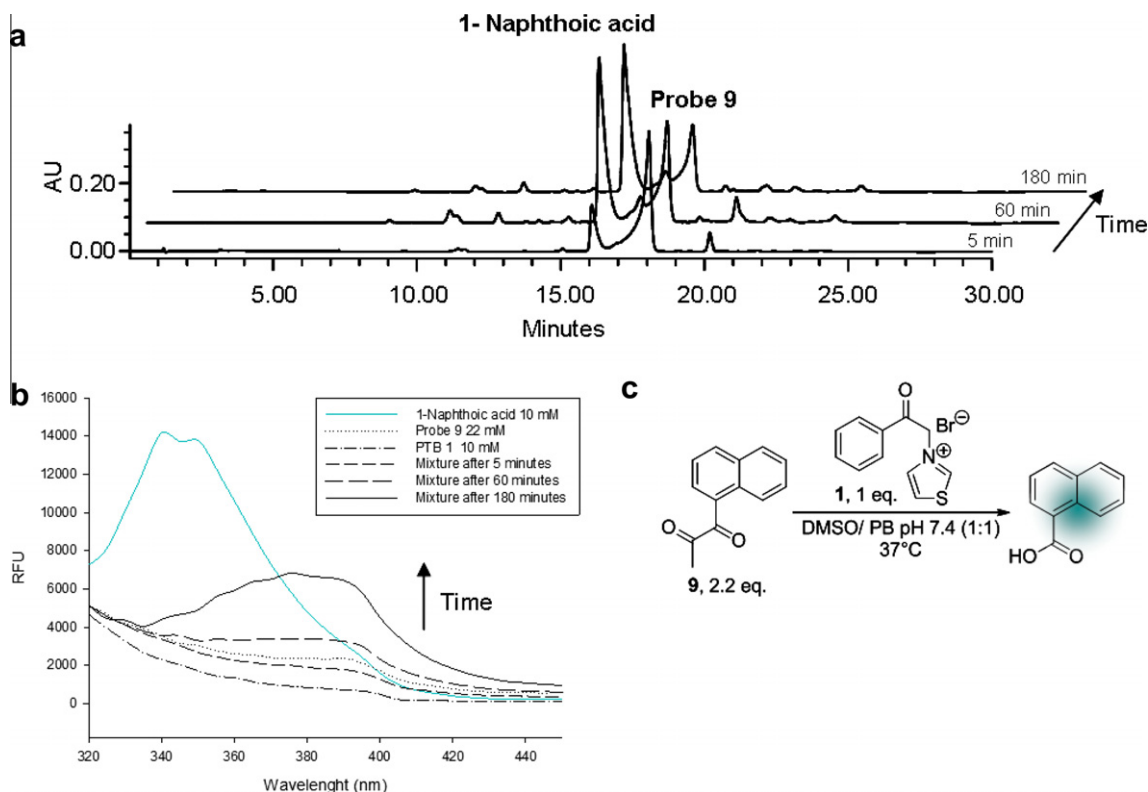 a
1- Naphthoic acid
Probe 9
AU
0.20
0.00
180 min
60 min
5 min
Time
5.00 10.00 15.00 20.00 25.00 30.00
Minutes
b
16000
14000
12000
10000
8000
6000
4000
2000
0
RFU
1-Naphthoic acid 10 mM
Probe 9 22 mM
PTB 1 10 mM
Mixture after 5 minutes
Mixture after 60 minutes
Mixture after 180 minutes
Time
320 340 360 380 400 420 440
Wavelenght (nm)
c
O
Br⊖
N
+
S
1, 1 eq.
DMSO/ PB pH 7.4 (1:1)
37°C
O
O
9, 2.2 eq.
HO
O